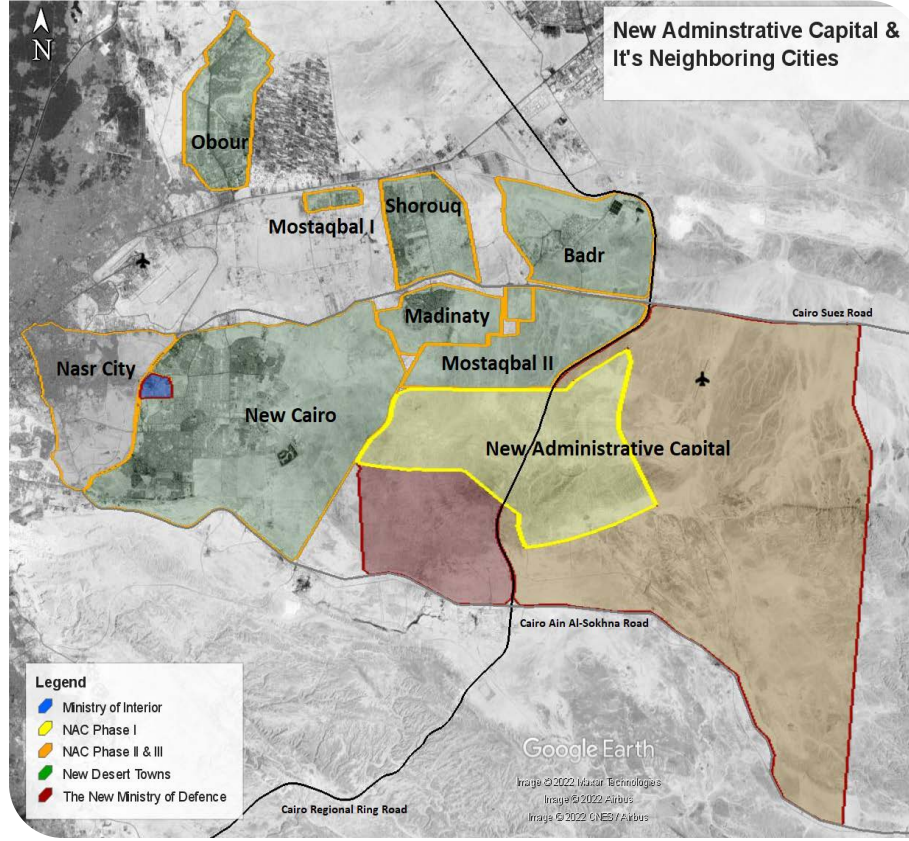 New Adminstrative Capital &
It's Neighboring Cities
N
Obour
Mostaqbal I
Shorouq
Badr
Madinaty
Cairo Suez Road
Nasr City
Mostaqbal II
New Cairo
New Administrative Capital
Cairo Ain Al-Sokhna Road
Legend
Ministry of Interior
NAC Phase I
NAC Phase II & III
New Desert Towns
The New Ministry of Defence
Google Earth
Image © 2022 Maxar Technologies
Image © 2022 Airbus
Image © 2022 CNES / Airbus
Cairo Regional Ring Road